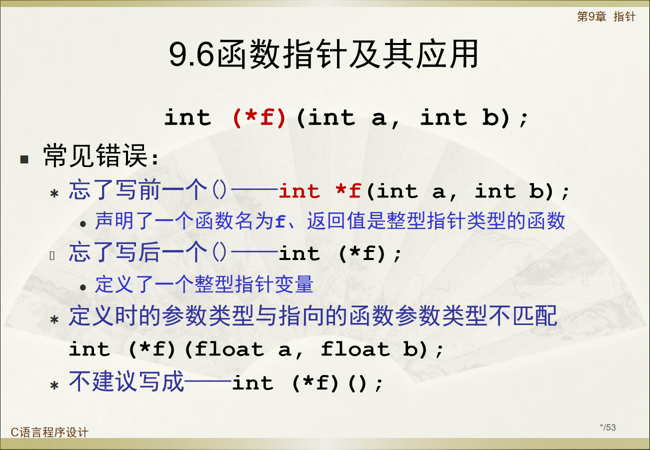 第9章 指针
9.6函数指针及其应用
int (*f)(int a, int b);
■ 常见错误：
* 忘了写前一个()——int *f(int a, int b);
• 声明了一个函数名为f、返回值是整型指针类型的函数
▯ 忘了写后一个()——int (*f);
• 定义了一个整型指针变量
* 定义时的参数类型与指向的函数参数类型不匹配
int (*f)(float a, float b);
* 不建议写成——int (*f)();
C语言程序设计
*/53